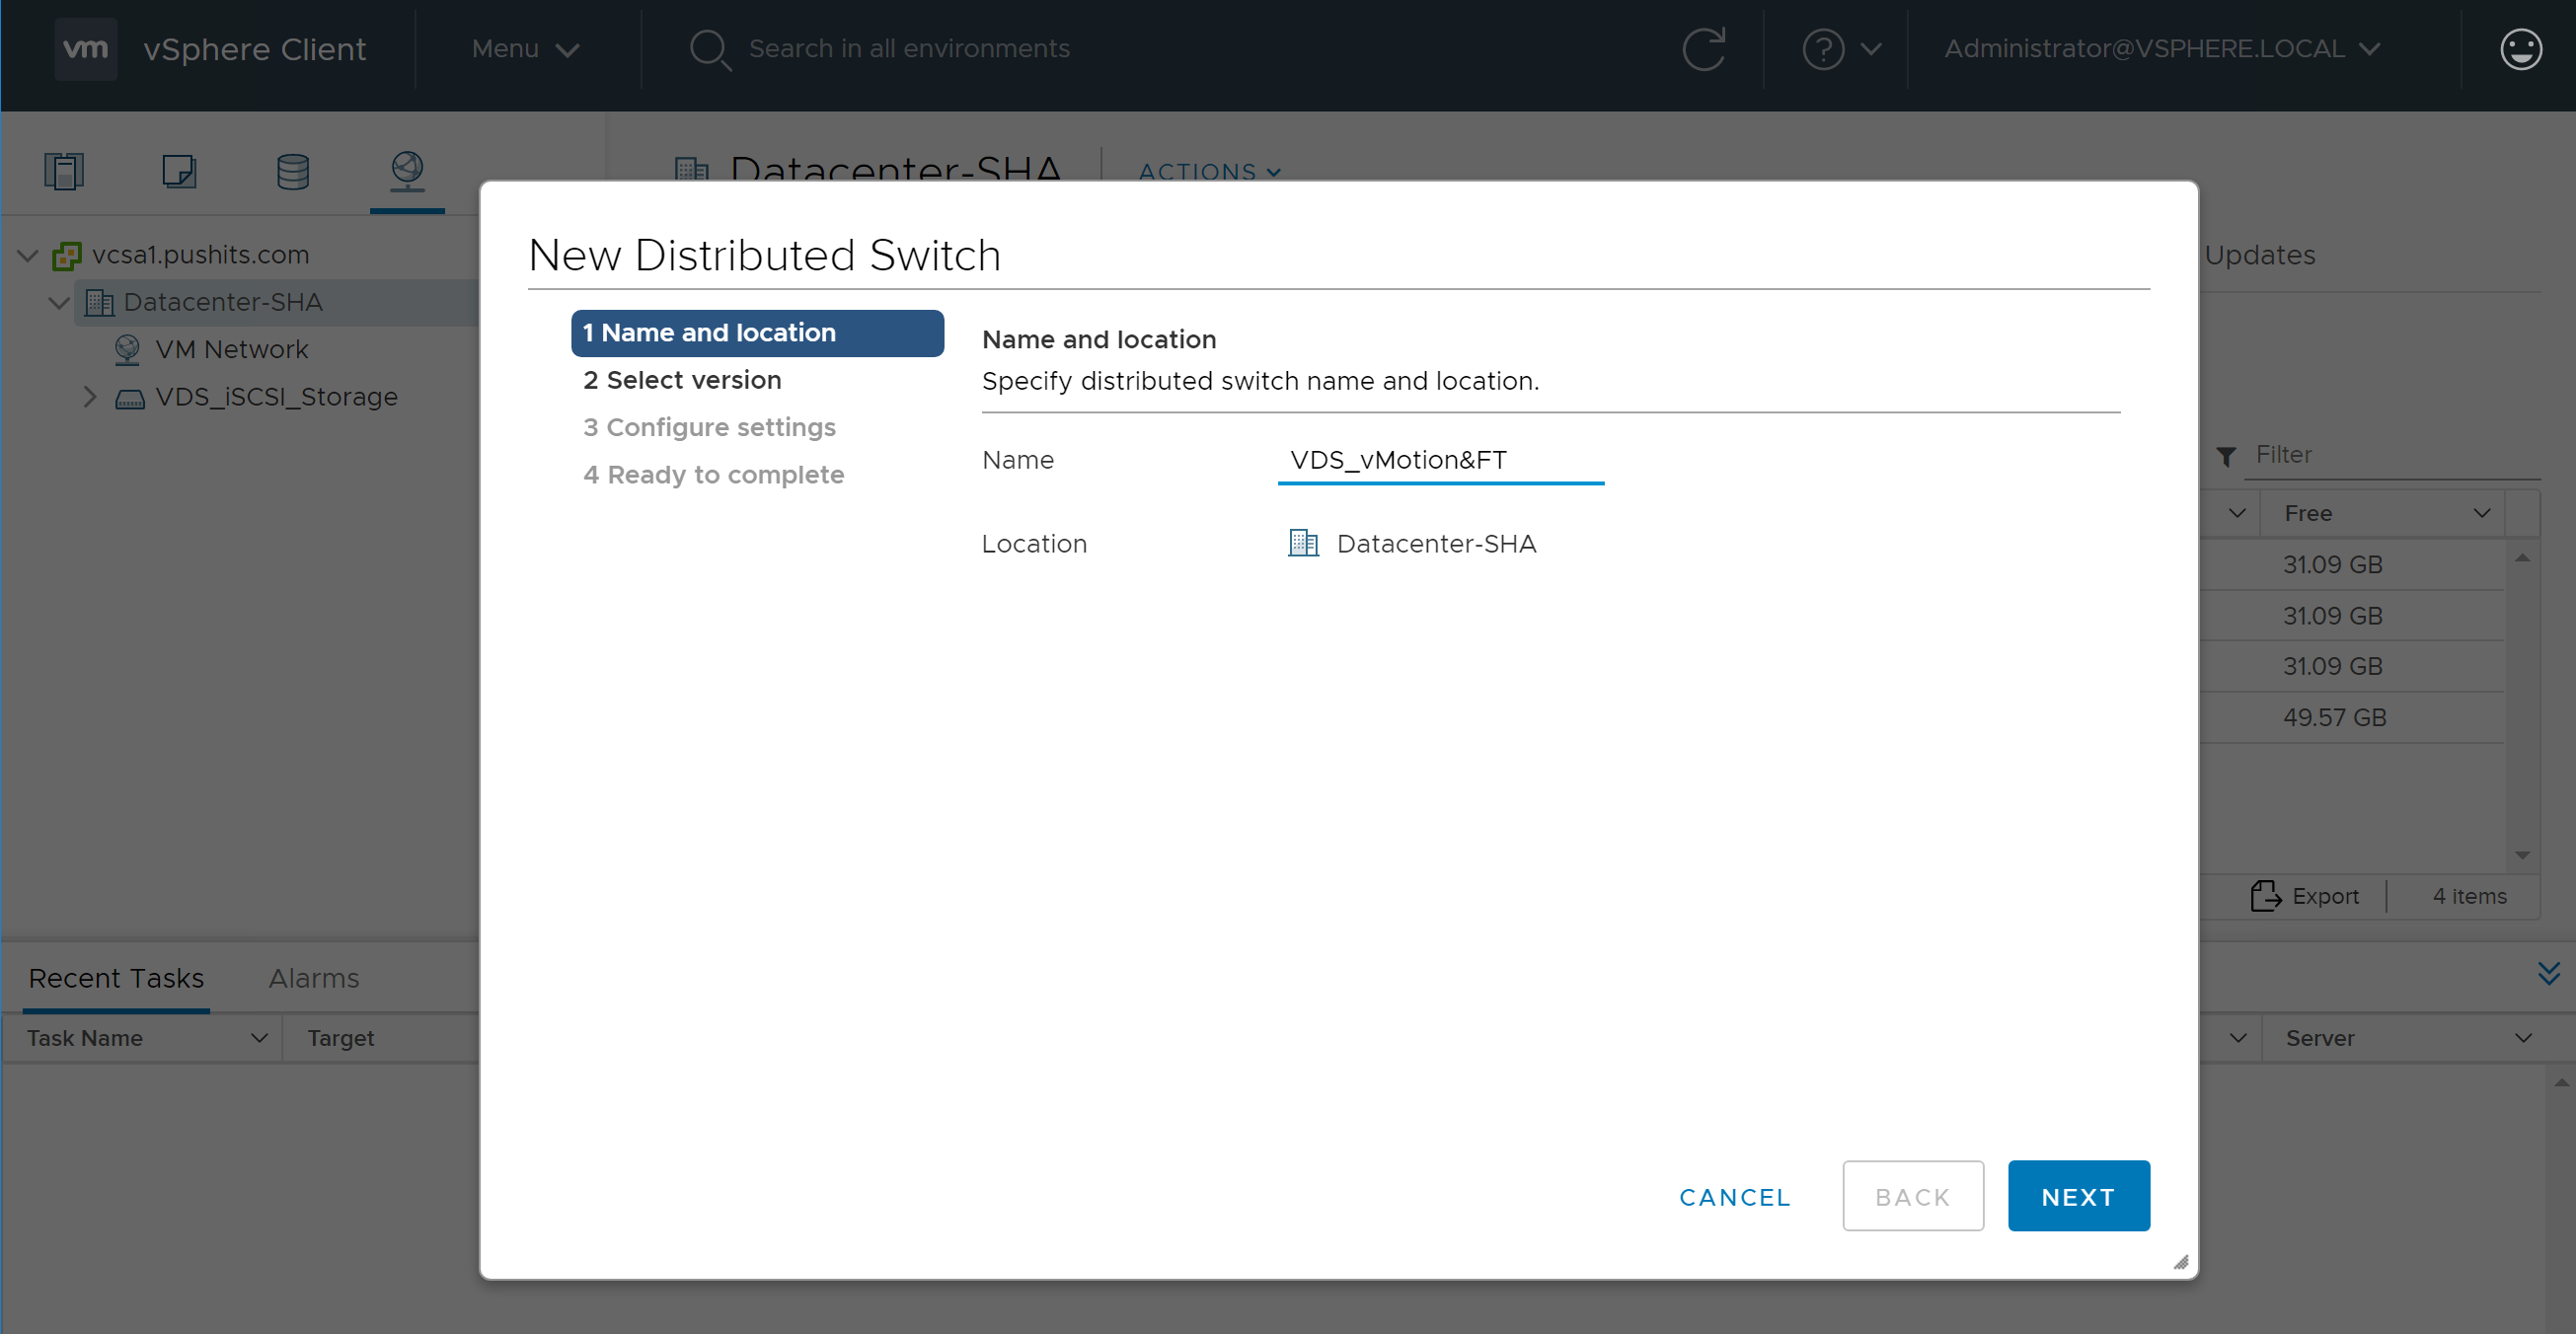 vm vSphere Client Menu Search in all environments ? Administrator@VSPHERE.LOCAL
Datacenter-SHA ACTIONS
vcsa1.pushits.com
Datacenter-SHA
VM Network
VDS_iSCSI_Storage
New Distributed Switch
1 Name and location
2 Select version
3 Configure settings
4 Ready to complete
Name and location
Specify distributed switch name and location.
Name VDS_vMotion&FT
Location Datacenter-SHA
CANCEL BACK NEXT
Updates
Filter
Free
31.09 GB
31.09 GB
31.09 GB
49.57 GB
Export 4 items
Recent Tasks Alarms
Task Name Target Server